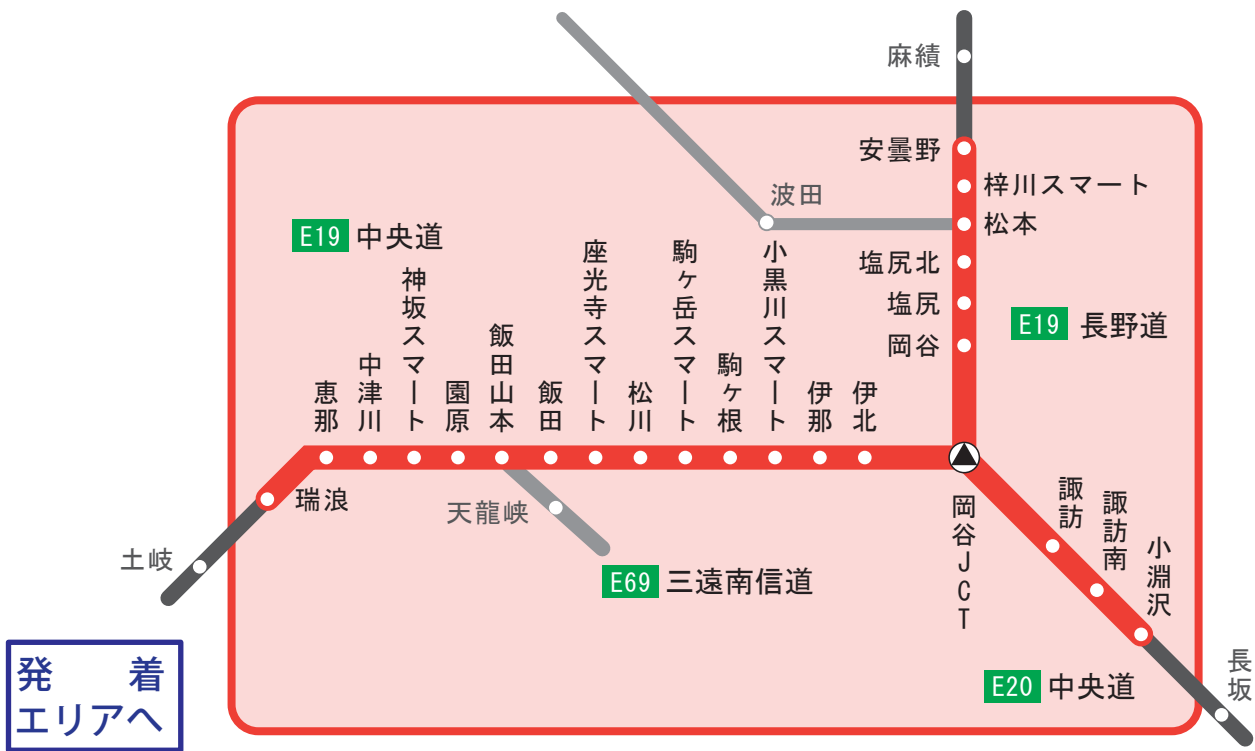 麻績
安曇野
梓川スマート
波田
松本
E19 中央道
塩尻北
塩尻
E19 長野道
岡谷
恵那
中津川
神坂スマート
園原
飯田山本
飯田
座光寺スマート
松川
駒ヶ岳スマート
駒ヶ根
小黒川スマート
伊那
伊北
瑞浪
天龍峡
土岐
E69 三遠南信道
岡谷JCT
諏訪
諏訪南
小淵沢
E20 中央道
長坂
発着
エリアへ